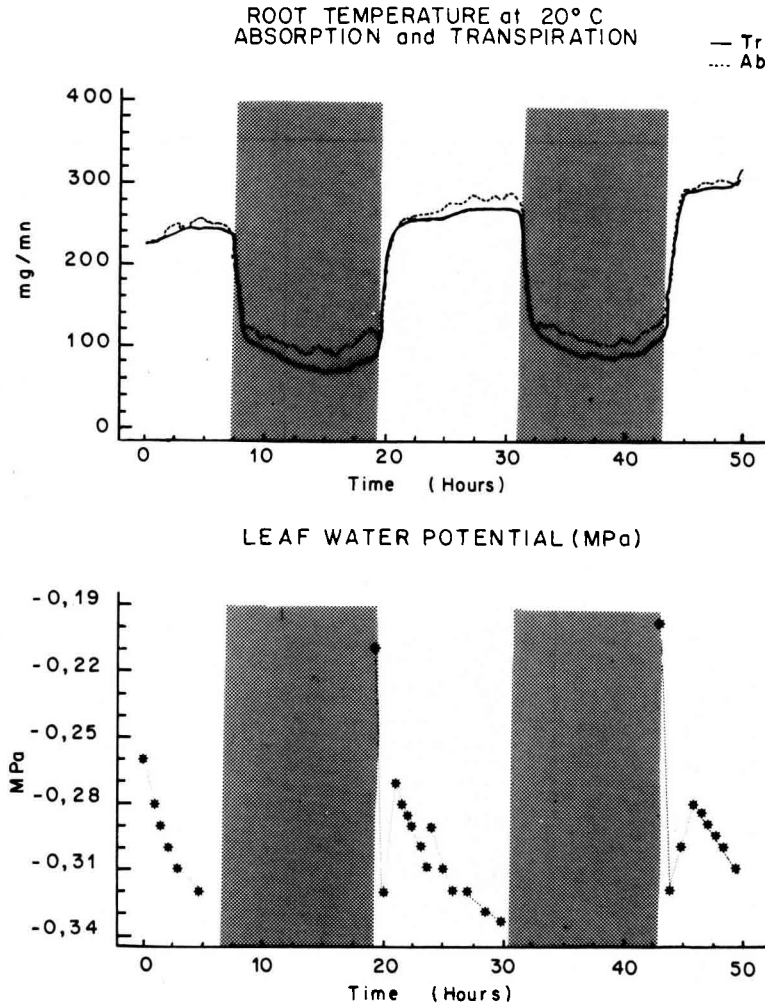 ROOT TEMPERATURE at 20° C
ABSORPTION and TRANSPIRATION
— Tr
---- Ab
400
300
200
100
0
mg/mn
0 10 20 30 40 50
Time (Hours)
LEAF WATER POTENTIAL (MPa)
-0,19
-0,22
-0,25
-0,28
-0,31
-0,34
MPa
0 10 20 30 40 50
Time (Hours)